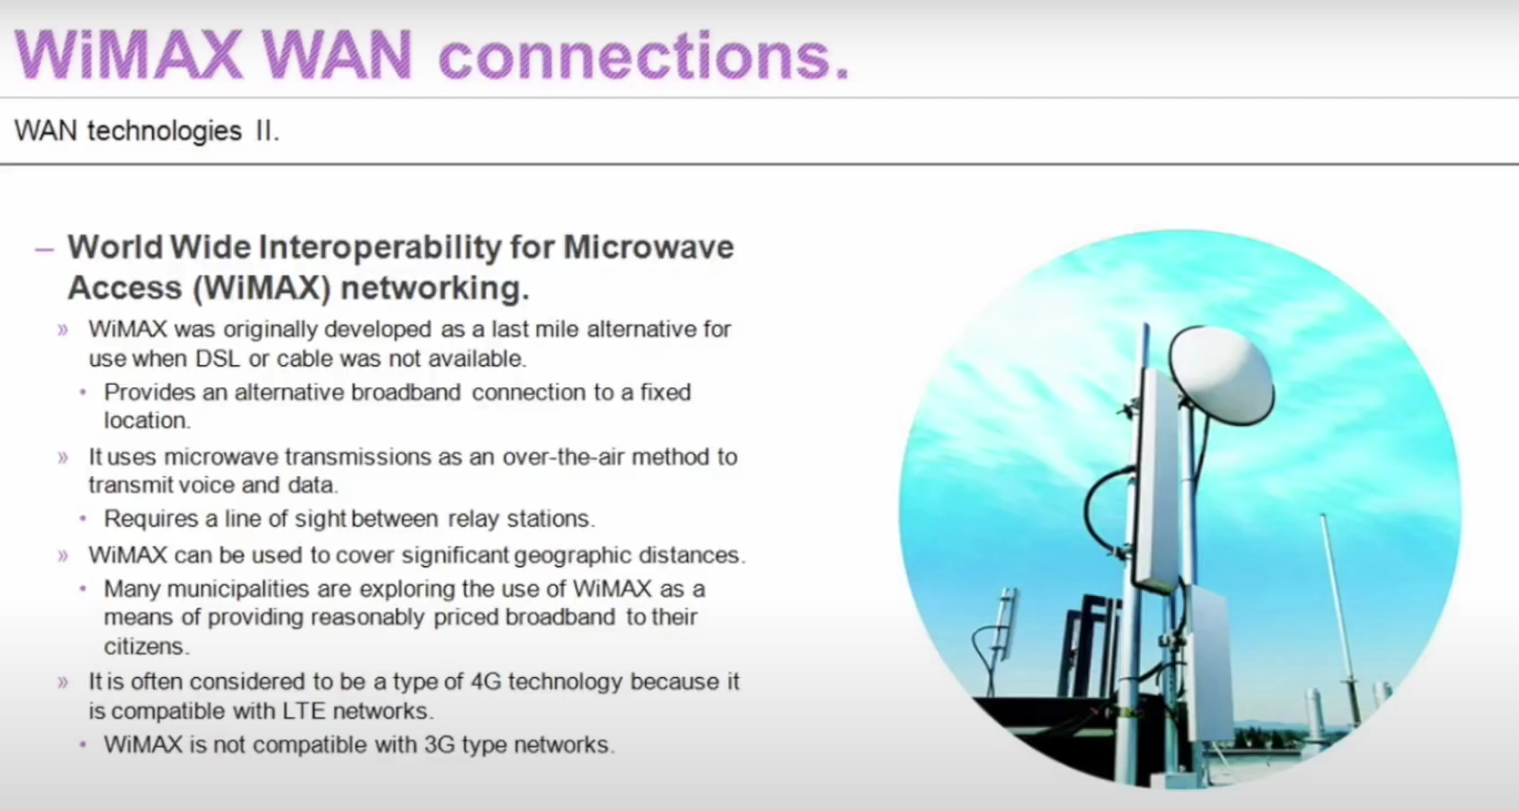 WiMAX WAN connections.
WAN technologies II.
– World Wide Interoperability for Microwave
Access (WiMAX) networking.
» WiMAX was originally developed as a last mile alternative for
use when DSL or cable was not available.
• Provides an alternative broadband connection to a fixed
location.
» It uses microwave transmissions as an over-the-air method to
transmit voice and data.
• Requires a line of sight between relay stations.
» WiMAX can be used to cover significant geographic distances.
• Many municipalities are exploring the use of WiMAX as a
means of providing reasonably priced broadband to their
citizens.
» It is often considered to be a type of 4G technology because it
is compatible with LTE networks.
• WiMAX is not compatible with 3G type networks.